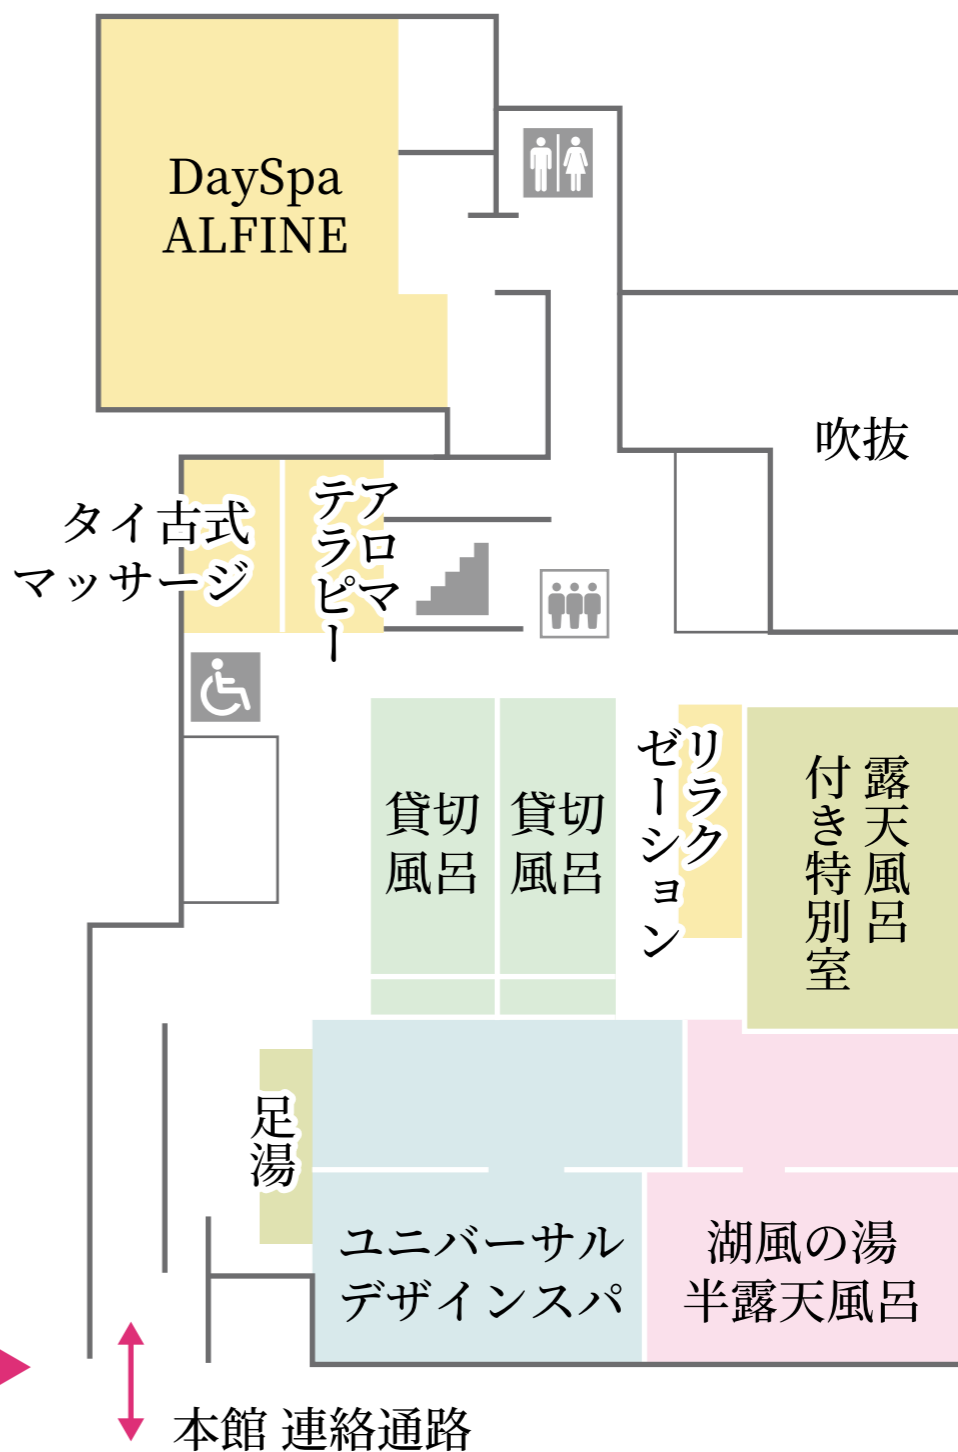 DaySpa
ALFINE
吹抜
タイ古式
マッサージ
アロマ
テラピー
貸切
風呂
貸切
風呂
リラク
ゼーション
露天風呂
付き特別室
足湯
ユニバーサル
デザインスパ
湖風の湯
半露天風呂
本館 連絡通路